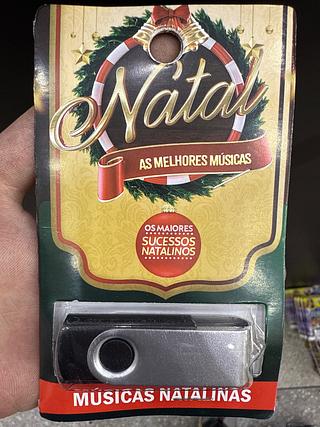 Natal
AS MELHORES MÚSICAS
OS MAIORES
SUCESSOS
NATALINOS
MÚSICAS NATALINAS